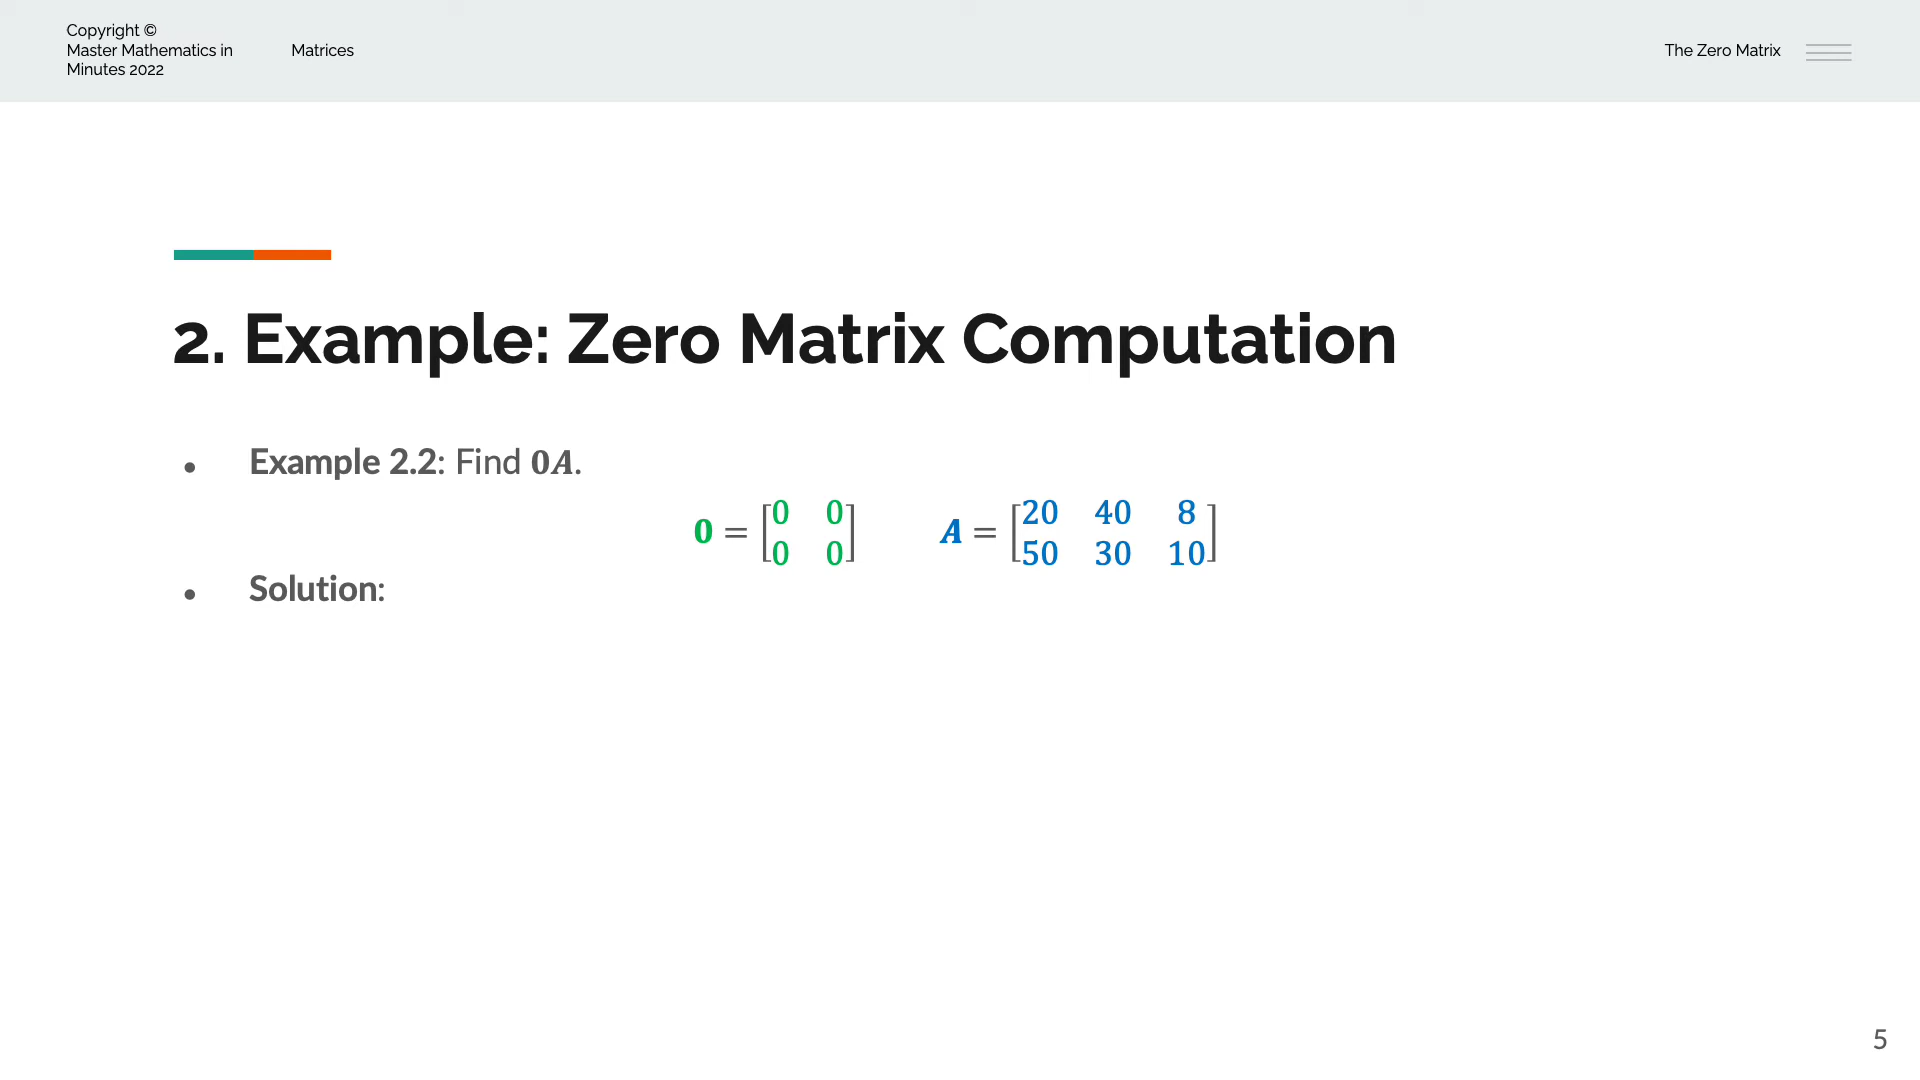 Copyright ©
Master Mathematics in
Minutes 2022
Matrices
The Zero Matrix
2. Example: Zero Matrix Computation
• Example 2.2: Find 0A.
0 = [0 0
0 0] A = [20 40 8
50 30 10]
• Solution:
5